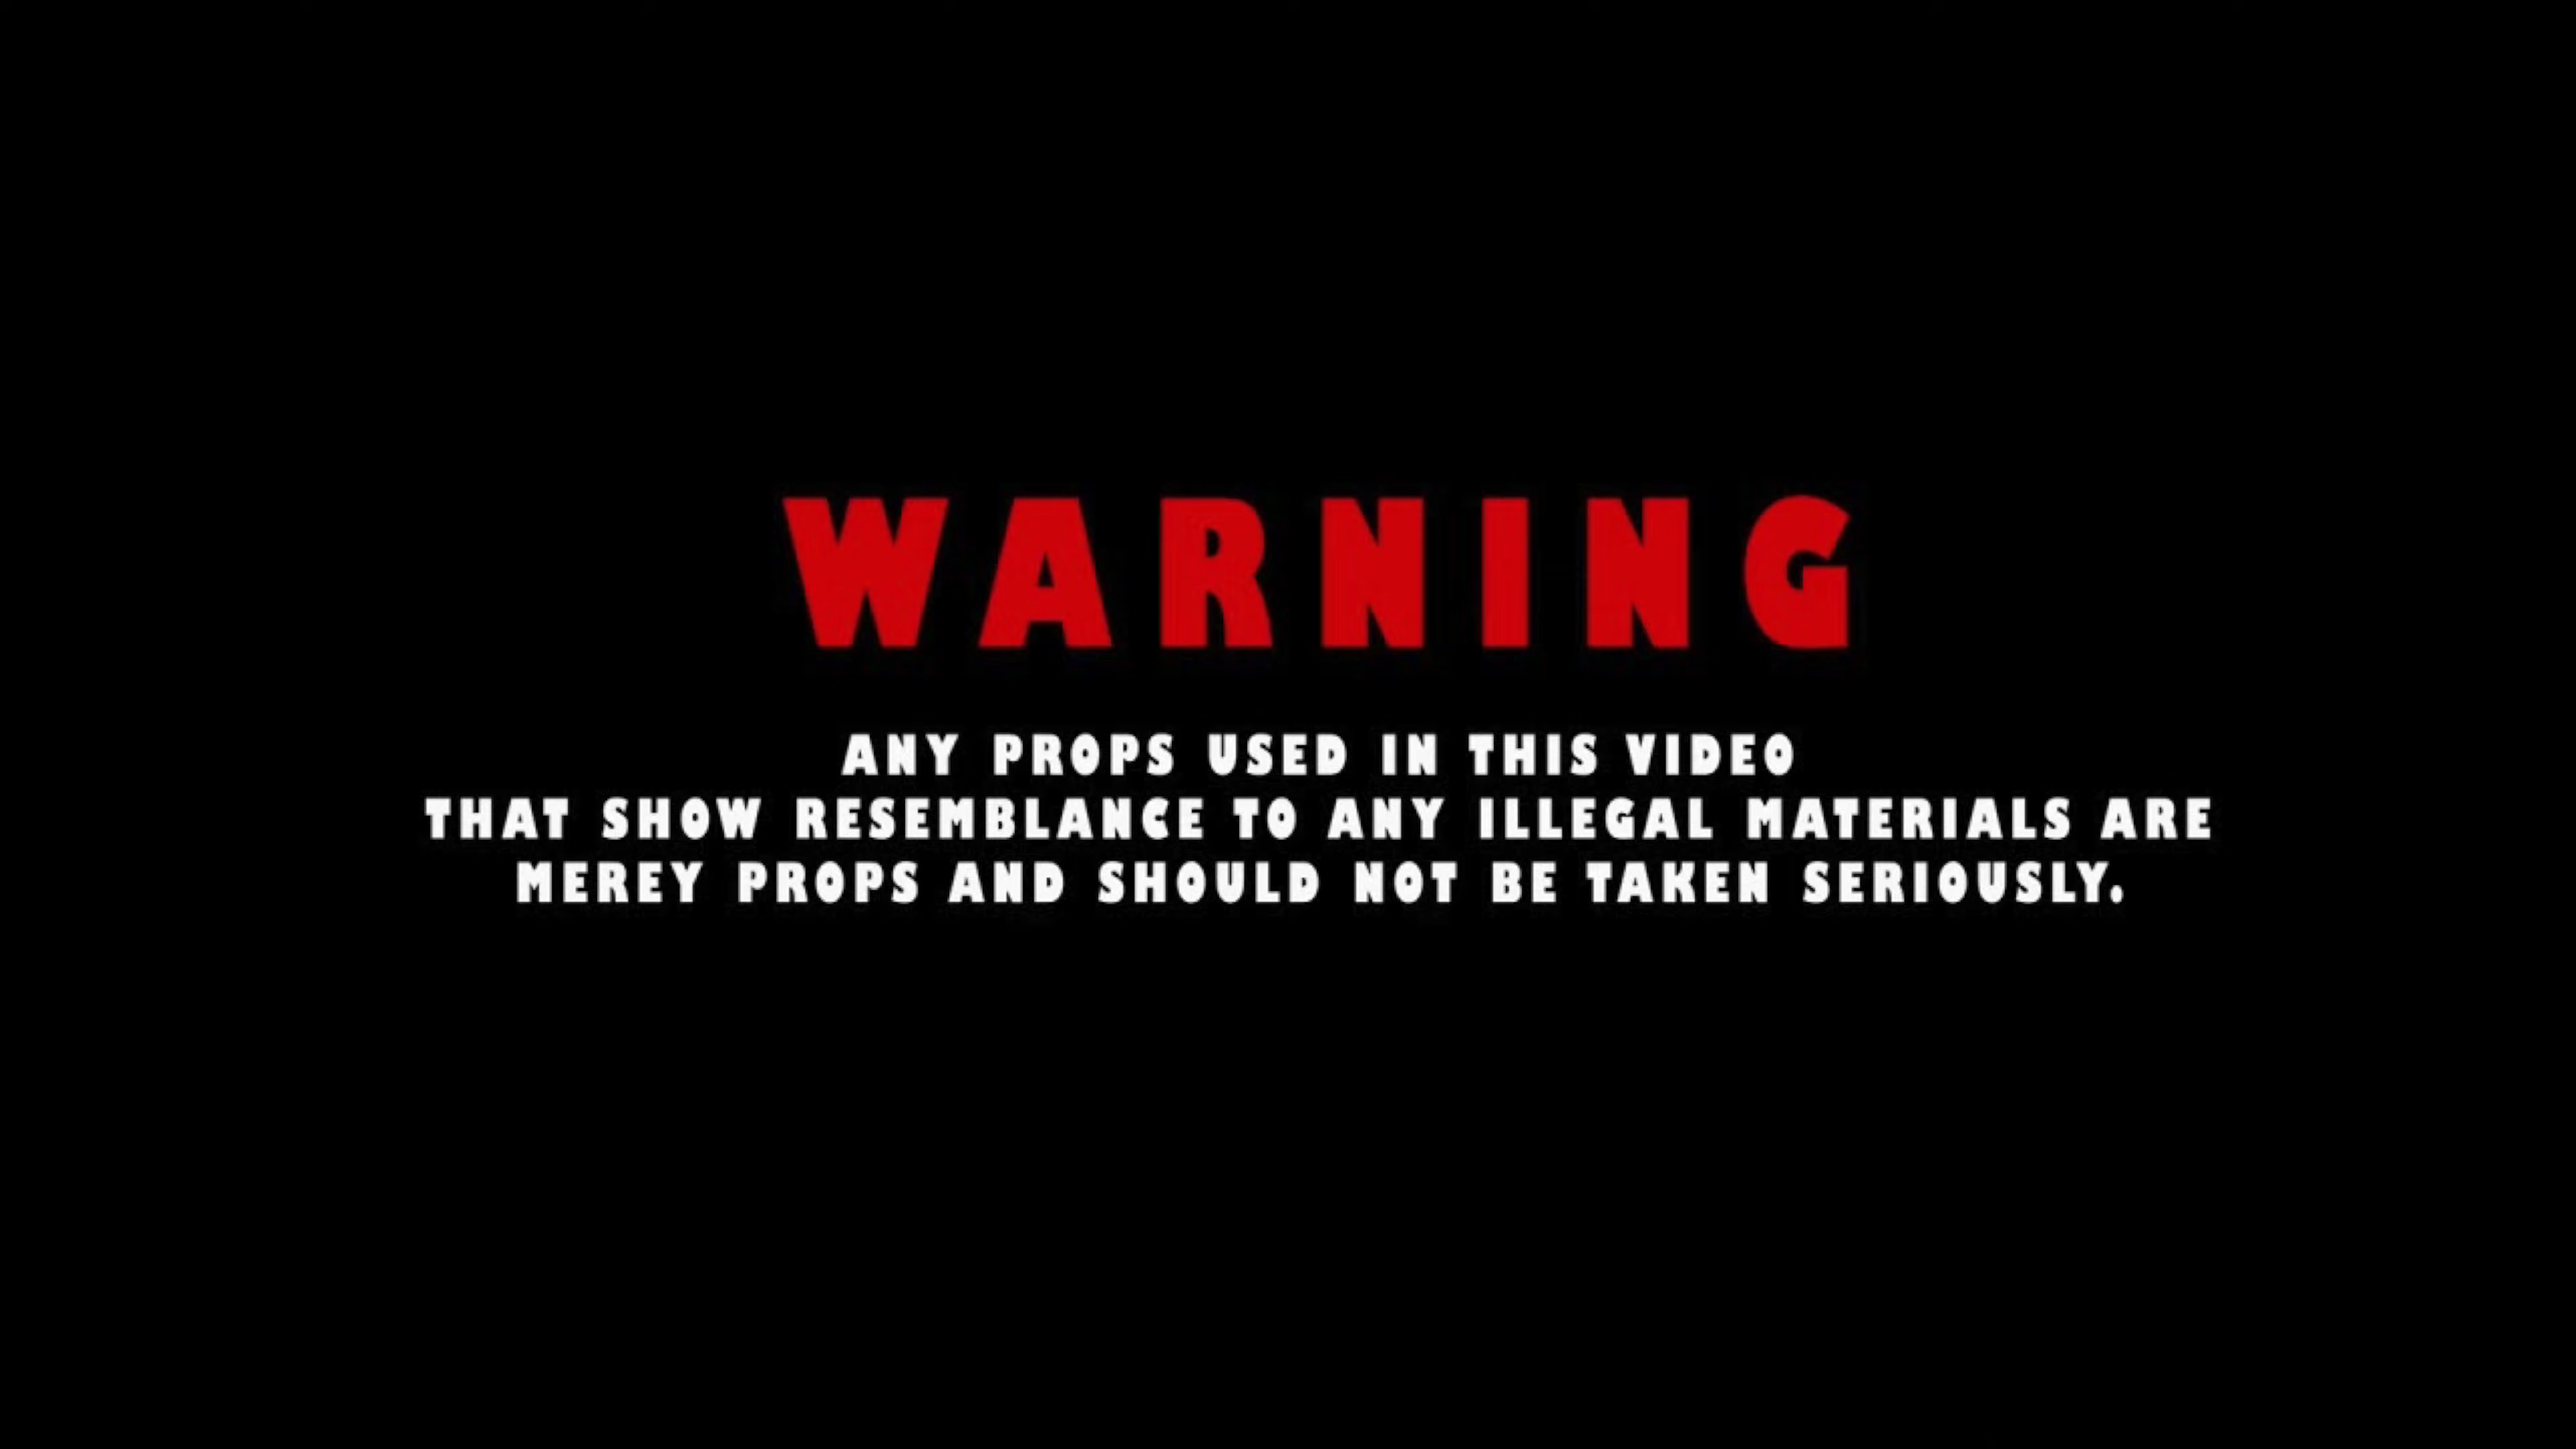 WARNING
ANY PROPS USED IN THIS VIDEO
THAT SHOW RESEMBLANCE TO ANY ILLEGAL MATERIALS ARE
MEREY PROPS AND SHOULD NOT BE TAKEN SERIOUSLY.